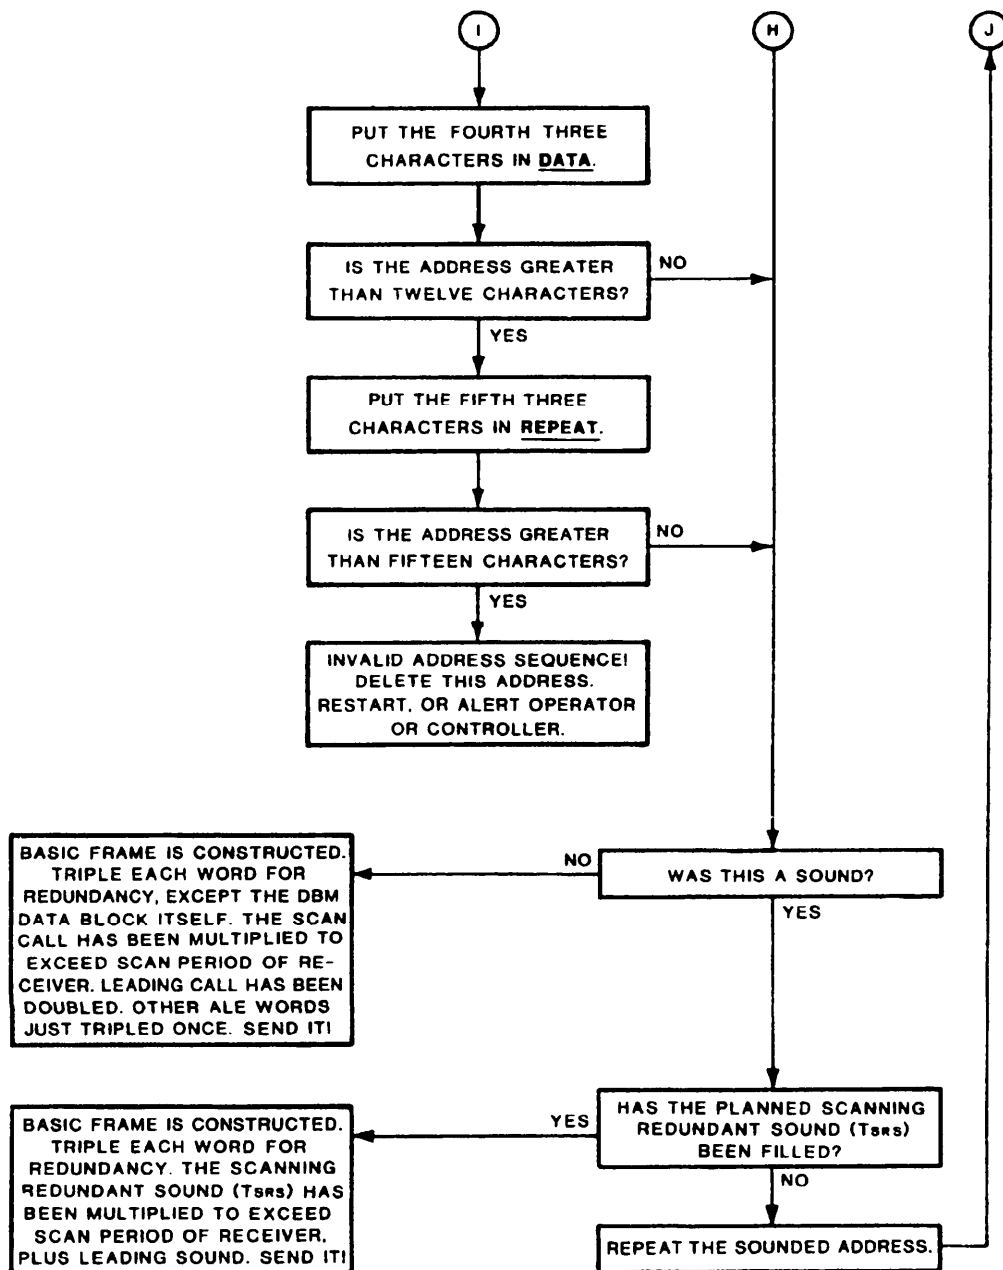 I
H
J
PUT THE FOURTH THREE
CHARACTERS IN DATA.
IS THE ADDRESS GREATER
THAN TWELVE CHARACTERS?
NO
YES
PUT THE FIFTH THREE
CHARACTERS IN REPEAT.
IS THE ADDRESS GREATER
THAN FIFTEEN CHARACTERS?
NO
YES
INVALID ADDRESS SEQUENCE!
DELETE THIS ADDRESS.
RESTART, OR ALERT OPERATOR
OR CONTROLLER.
WAS THIS A SOUND?
NO
YES
BASIC FRAME IS CONSTRUCTED.
TRIPLE EACH WORD FOR
REDUNDANCY, EXCEPT THE DBM
DATA BLOCK ITSELF. THE SCAN
CALL HAS BEEN MULTIPLIED TO
EXCEED SCAN PERIOD OF RE-
CEIVER. LEADING CALL HAS BEEN
DOUBLED. OTHER ALE WORDS
JUST TRIPLED ONCE. SEND IT!
HAS THE PLANNED SCANNING
REDUNDANT SOUND (TSRS)
BEEN FILLED?
YES
NO
BASIC FRAME IS CONSTRUCTED.
TRIPLE EACH WORD FOR
REDUNDANCY. THE SCANNING
REDUNDANT SOUND (TSRS) HAS
BEEN MULTIPLIED TO EXCEED
SCAN PERIOD OF RECEIVER,
PLUS LEADING SOUND. SEND IT!
REPEAT THE SOUNDED ADDRESS.